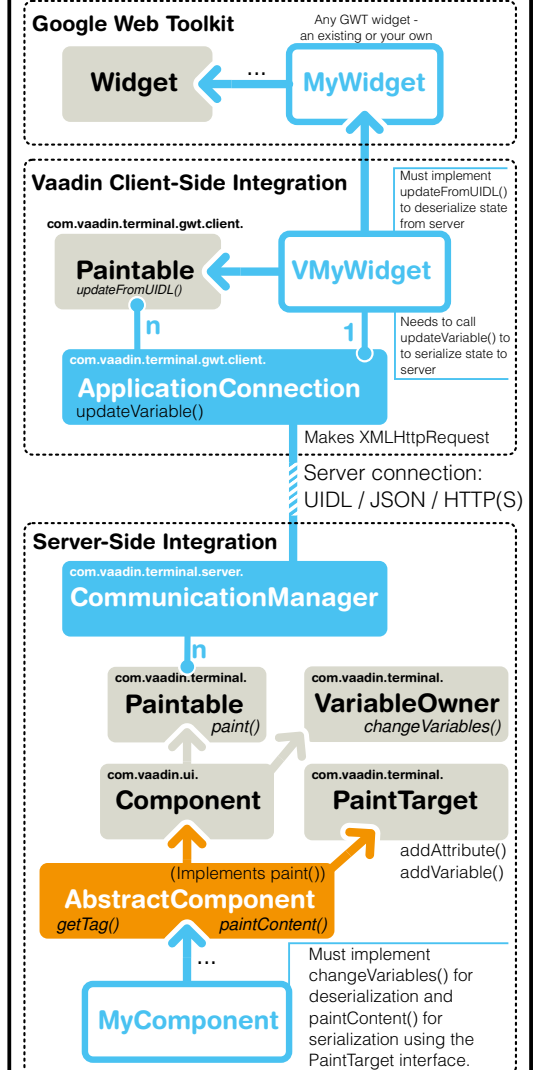 Google Web Toolkit
Any GWT widget -
an existing or your own
Widget
...
MyWidget
Vaadin Client-Side Integration
Must implement
updateFromUIDL()
to deserialize state
from server
com.vaadin.terminal.gwt.client.
Paintable
updateFromUIDL()
VMyWidget
n
1
Needs to call
updateVariable() to
to serialize state to
server
com.vaadin.terminal.gwt.client.
ApplicationConnection
updateVariable()
Makes XMLHttpRequest
Server connection:
UIDL / JSON / HTTP(S)
Server-Side Integration
com.vaadin.terminal.server.
CommunicationManager
n
com.vaadin.terminal.
Paintable
paint()
com.vaadin.terminal.
VariableOwner
changeVariables()
com.vaadin.ui.
Component
com.vaadin.terminal.
PaintTarget
addAttribute()
addVariable()
(Implements paint())
AbstractComponent
getTag()
paintContent()
...
MyComponent
Must implement
changeVariables() for
deserialization and
paintContent() for
serialization using the
PaintTarget interface.